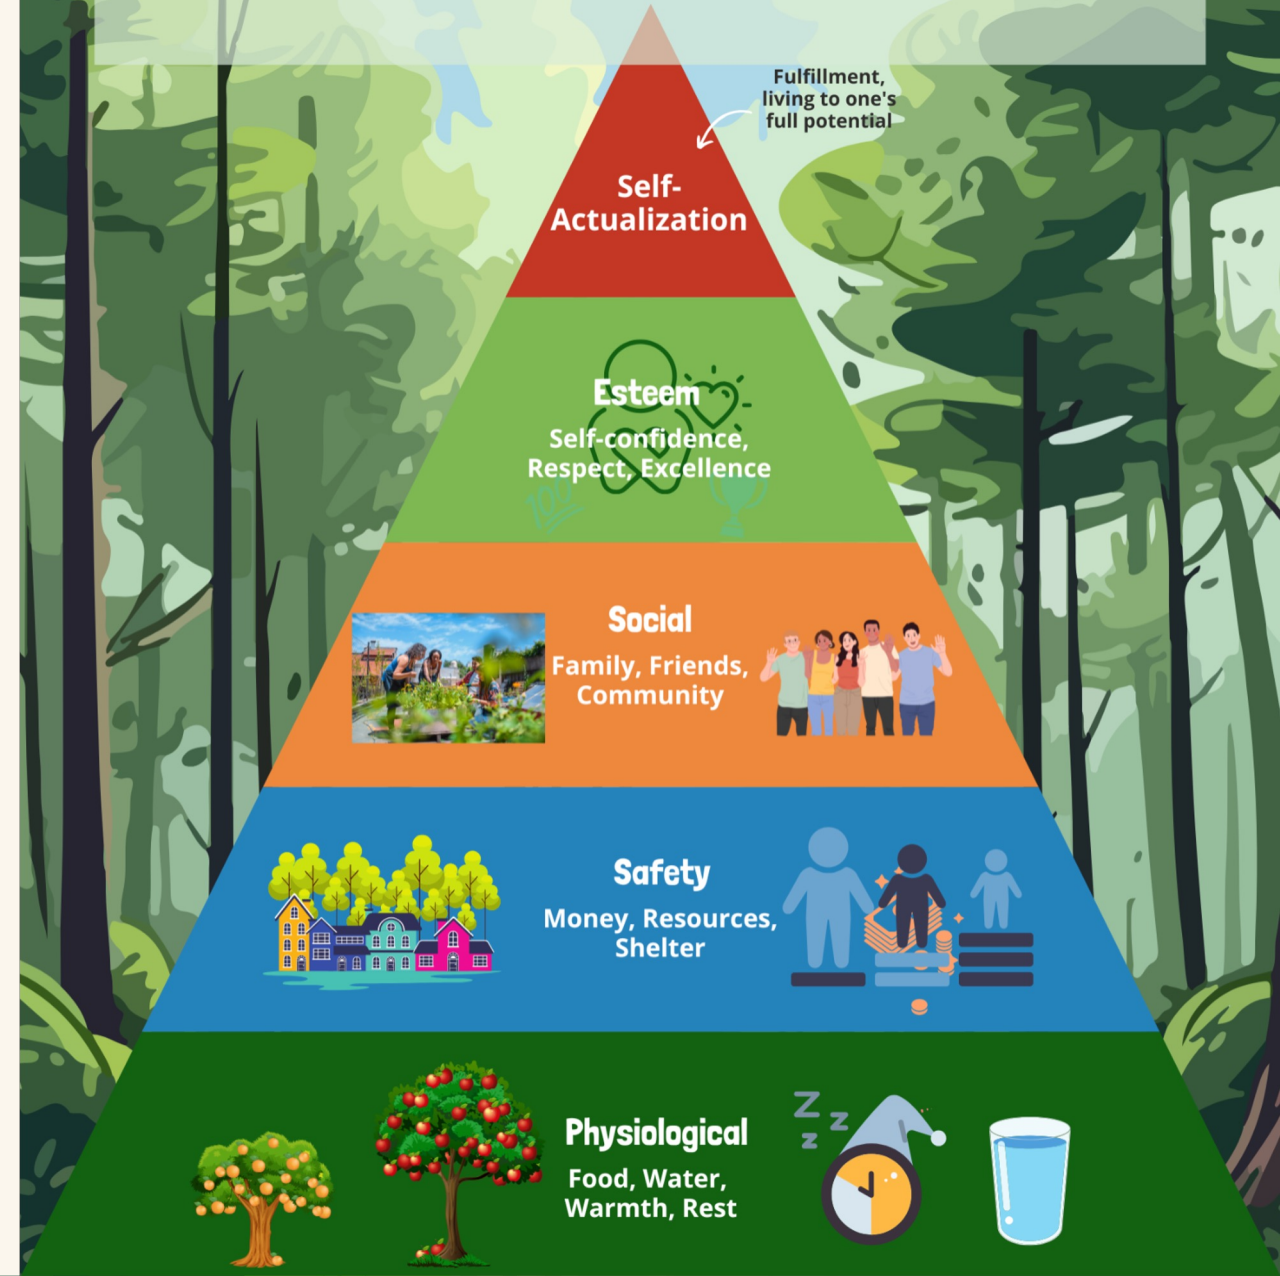 Fulfillment,
living to one's
full potential
Self-
Actualization
Esteem
Self-confidence,
Respect, Excellence
100
Social
Family, Friends,
Community
Safety
Money, Resources,
Shelter
Physiological
Food, Water,
Warmth, Rest
Z Z
z